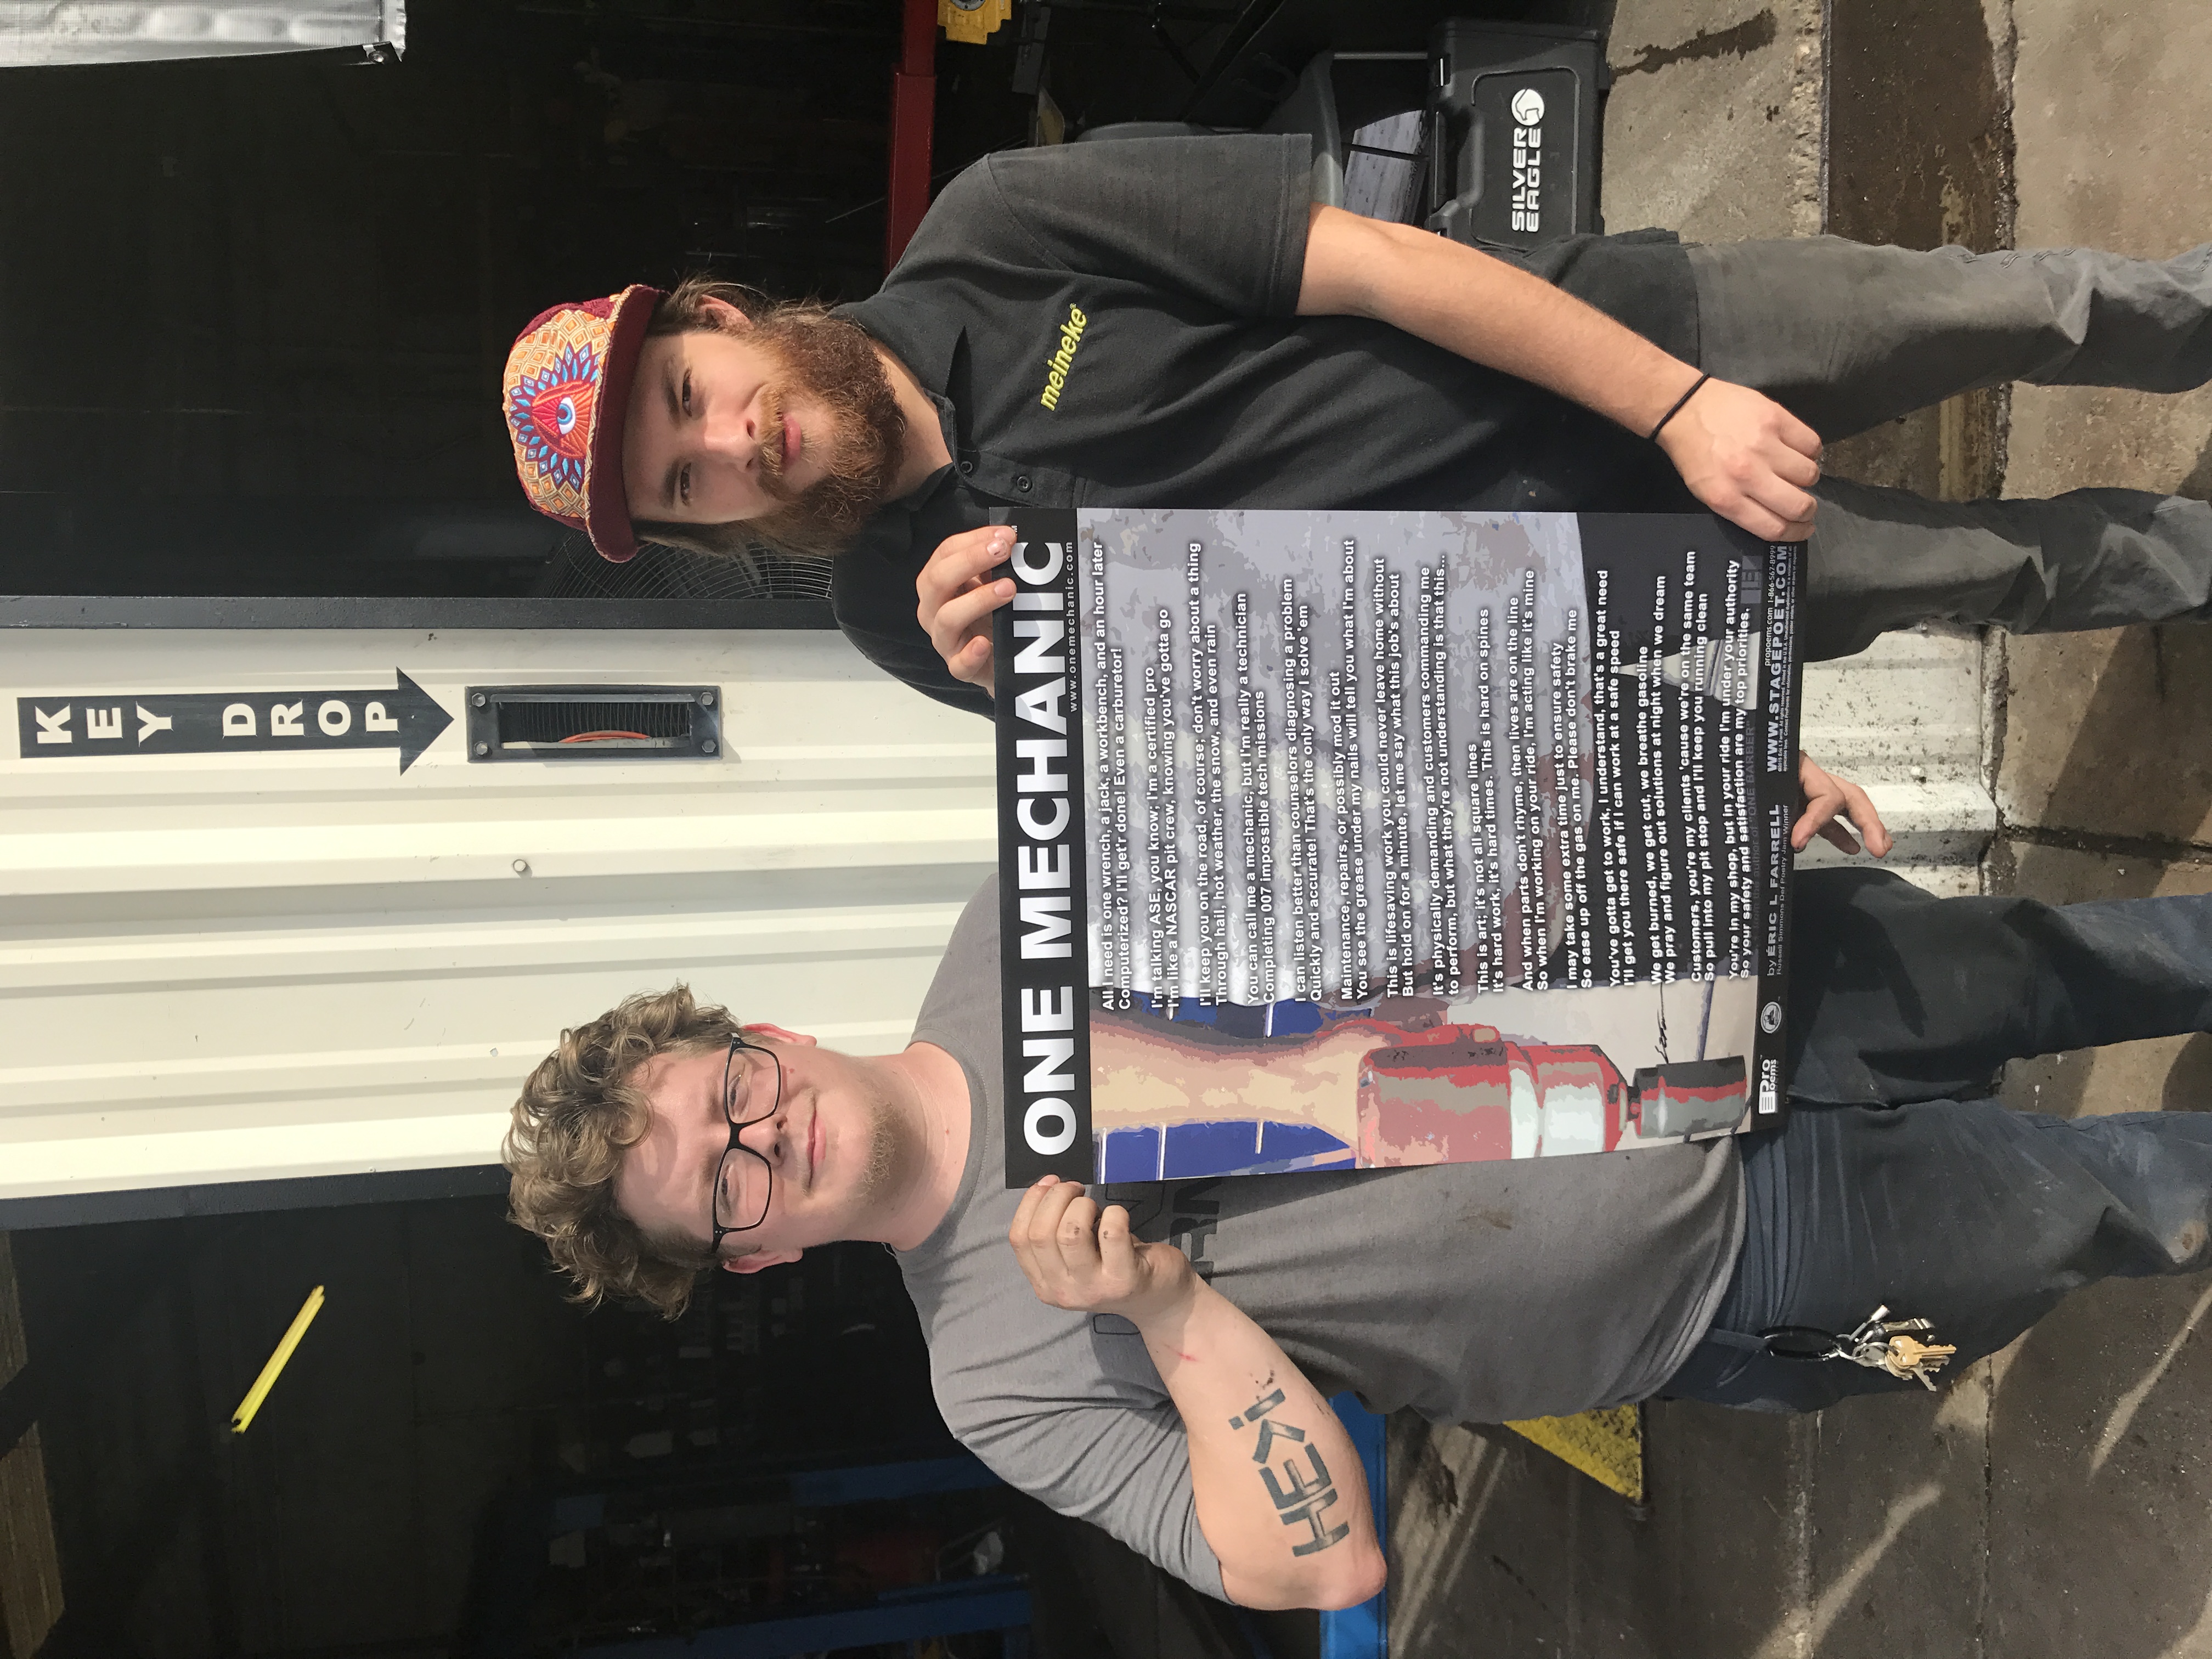 KEY DROP
meineke
SILVER
EAGLE
HE>i
ONE MECHANIC
www.onemechanic.com
All I need is one wrench, a jack, a workbench, and an hour later
Computerized? I'll get'r done! Even a carburetor!
I'm talking ASE, you know; I'm a certified pro
I'm like a NASCAR pit crew, knowing you've gotta go
I'll keep you on the road, of course; don't worry about a thing
Through hail, hot weather, the snow, and even rain
You can call me a mechanic, but I'm really a technician
Completing 007 impossible tech missions
I can listen better than counselors diagnosing a problem
Quickly and accurate! That's the only way I solve 'em
Maintenance, repairs, or possibly mod it out
You see the grease under my nails will tell you what I'm about
This is lifesaving work you could never leave home without
But hold on for a minute, let me say what this job's about
It's physically demanding and customers commanding me
to perform, but what they're not understanding is that this...
This is art; it's not all square lines
It's hard work, it's hard times. This is hard on spines
And when parts don't rhyme, then lives are on the line
So when I'm working on your ride, I'm acting like it's mine
I may take some extra time just to ensure safety
So ease up off the gas on me. Please don't brake me
You've gotta get to work, I understand, that's a great need
I'll get you there safe if I can work at a safe speed
We get burned, we get cut, we breathe gasoline
We pray and figure out solutions at night when we dream
Customers, you're my clients 'cause we're on the same team
So pull into my pit stop and I'll keep you running clean
You're in my shop, but in your ride I'm under your authority
So your safety and satisfaction are my top priorities.
Pro
Poems
by ERIC L FARRELL
Russell Simmons Def Poetry Jam Winner
propoems.com 1-866-567-8999
WWW.STAGEPOET.COM